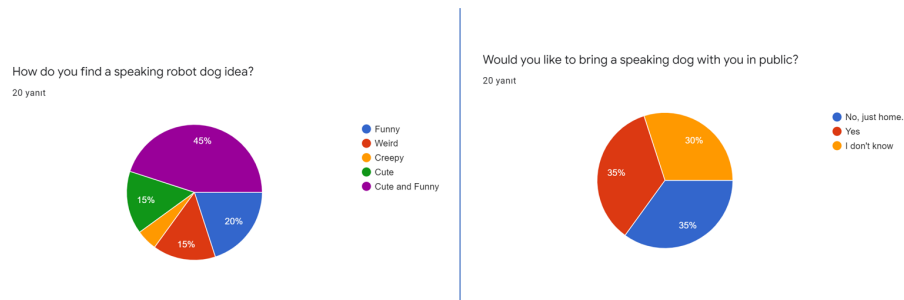 How do you find a speaking robot dog idea?
20 yanıt
45%
15%
15%
20%
Funny
Weird
Creepy
Cute
Cute and Funny
Would you like to bring a speaking dog with you in public?
20 yanıt
30%
35%
35%
No, just home.
Yes
I don't know